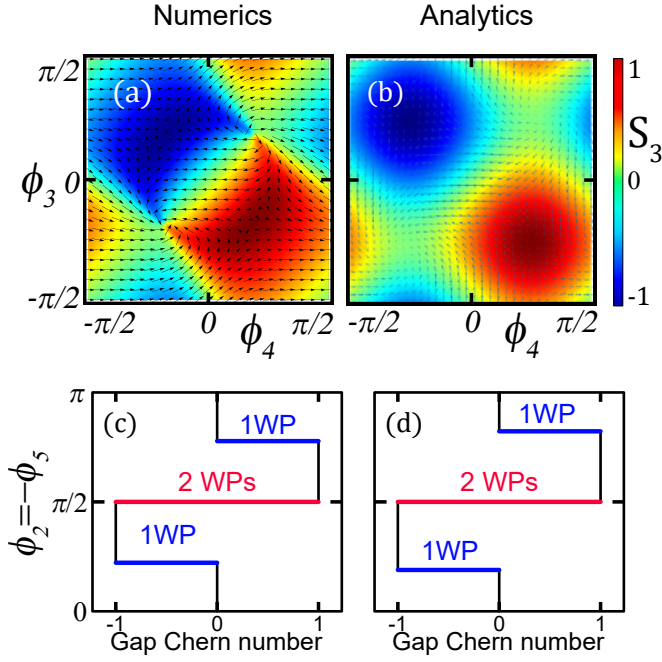 Numerics
Analytics
π/2
(a)
(b)
1
ϕ3
0
S3
0
-π/2
-1
-π/2
0
ϕ4
π/2
-π/2
0
ϕ4
π/2
π
(c)
1WP
(d)
1WP
ϕ2=-ϕ5
2 WPs
π/2
2 WPs
1WP
1WP
0
-1
0
1
-1
0
1
Gap Chern number
Gap Chern number